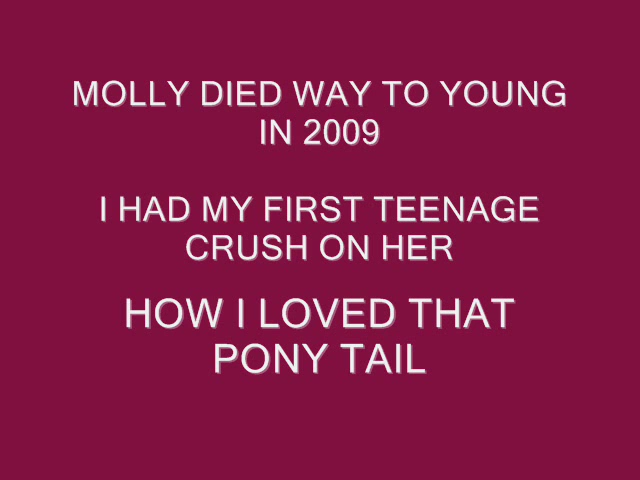 MOLLY DIED WAY TO YOUNG
IN 2009
I HAD MY FIRST TEENAGE
CRUSH ON HER
HOW I LOVED THAT
PONY TAIL